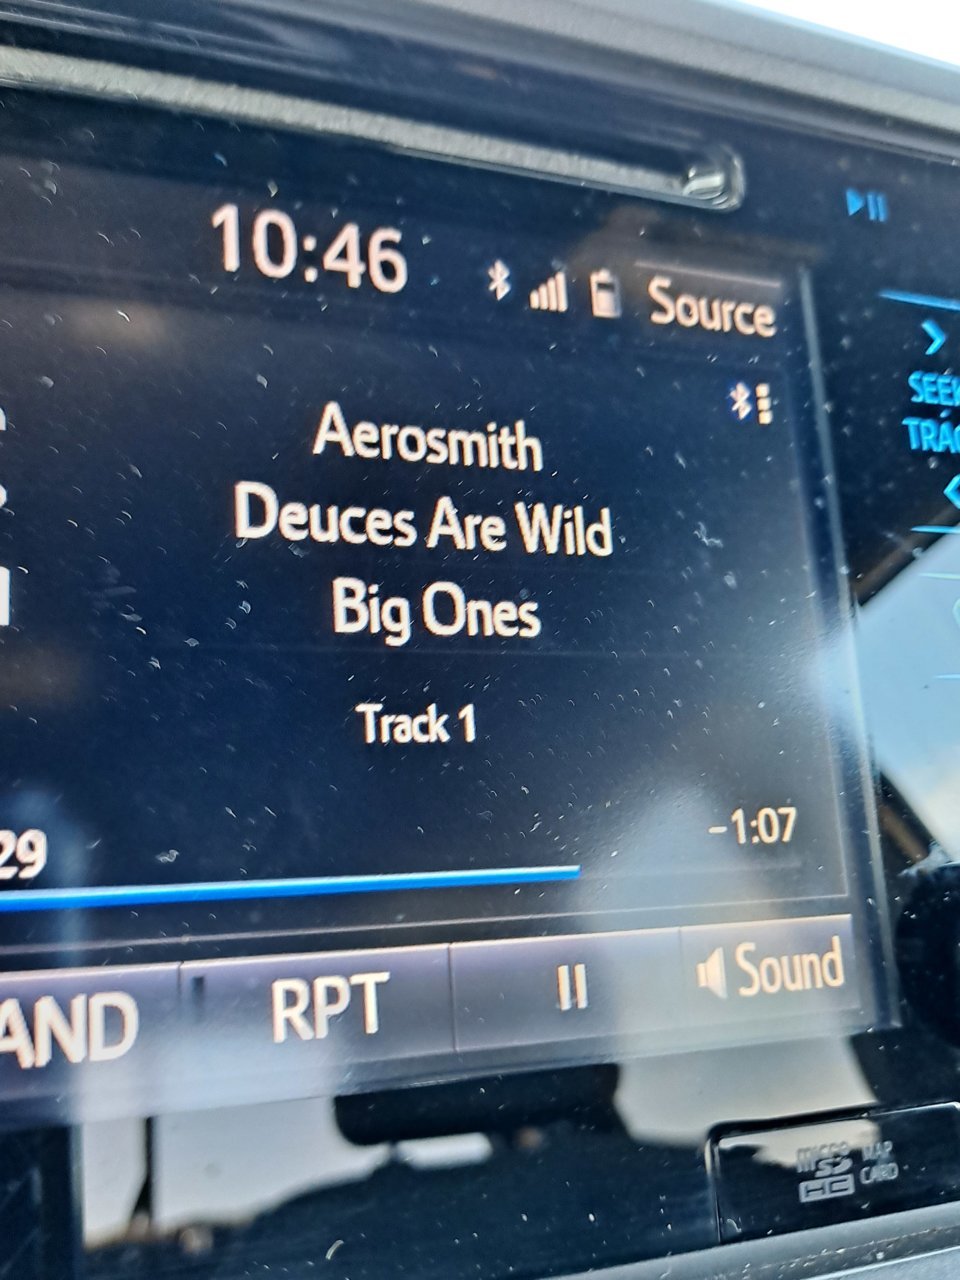 10:46
Source
Aerosmith
Deuces Are Wild
Big Ones
Track 1
29
-1:07
AND
RPT
Sound
SEEK
TRAC
MICRO
SD
HC
MAP
CARD